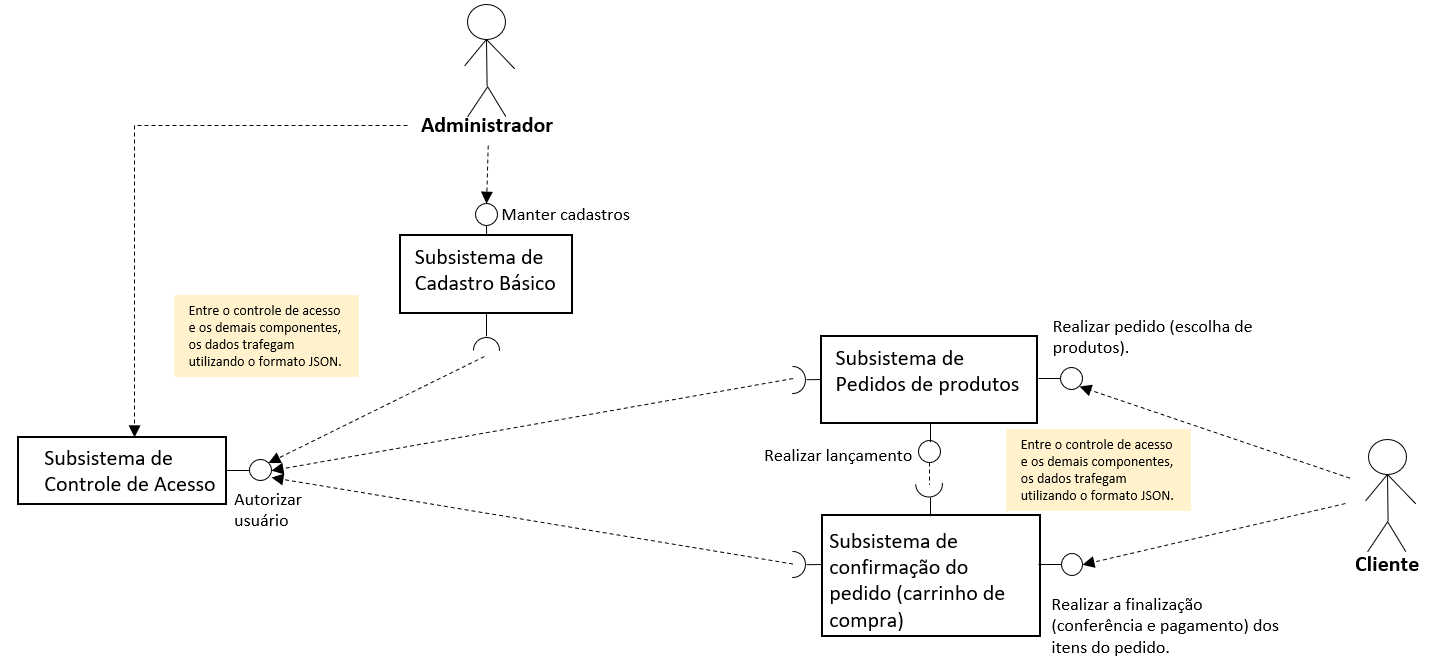 Administrador
Manter cadastros
Subsistema de
Cadastro Básico
Entre o controle de acesso
e os demais componentes,
os dados trafegam
utilizando o formato JSON.
Realizar pedido (escolha de
produtos).
Subsistema de
Pedidos de produtos
Subsistema de
Controle de Acesso
Autorizar
usuário
Realizar lançamento
Entre o controle de acesso
e os demais componentes,
os dados trafegam
utilizando o formato JSON.
Subsistema de
confirmação do
pedido (carrinho de
compra)
Cliente
Realizar a finalização
(conferência e pagamento) dos
itens do pedido.